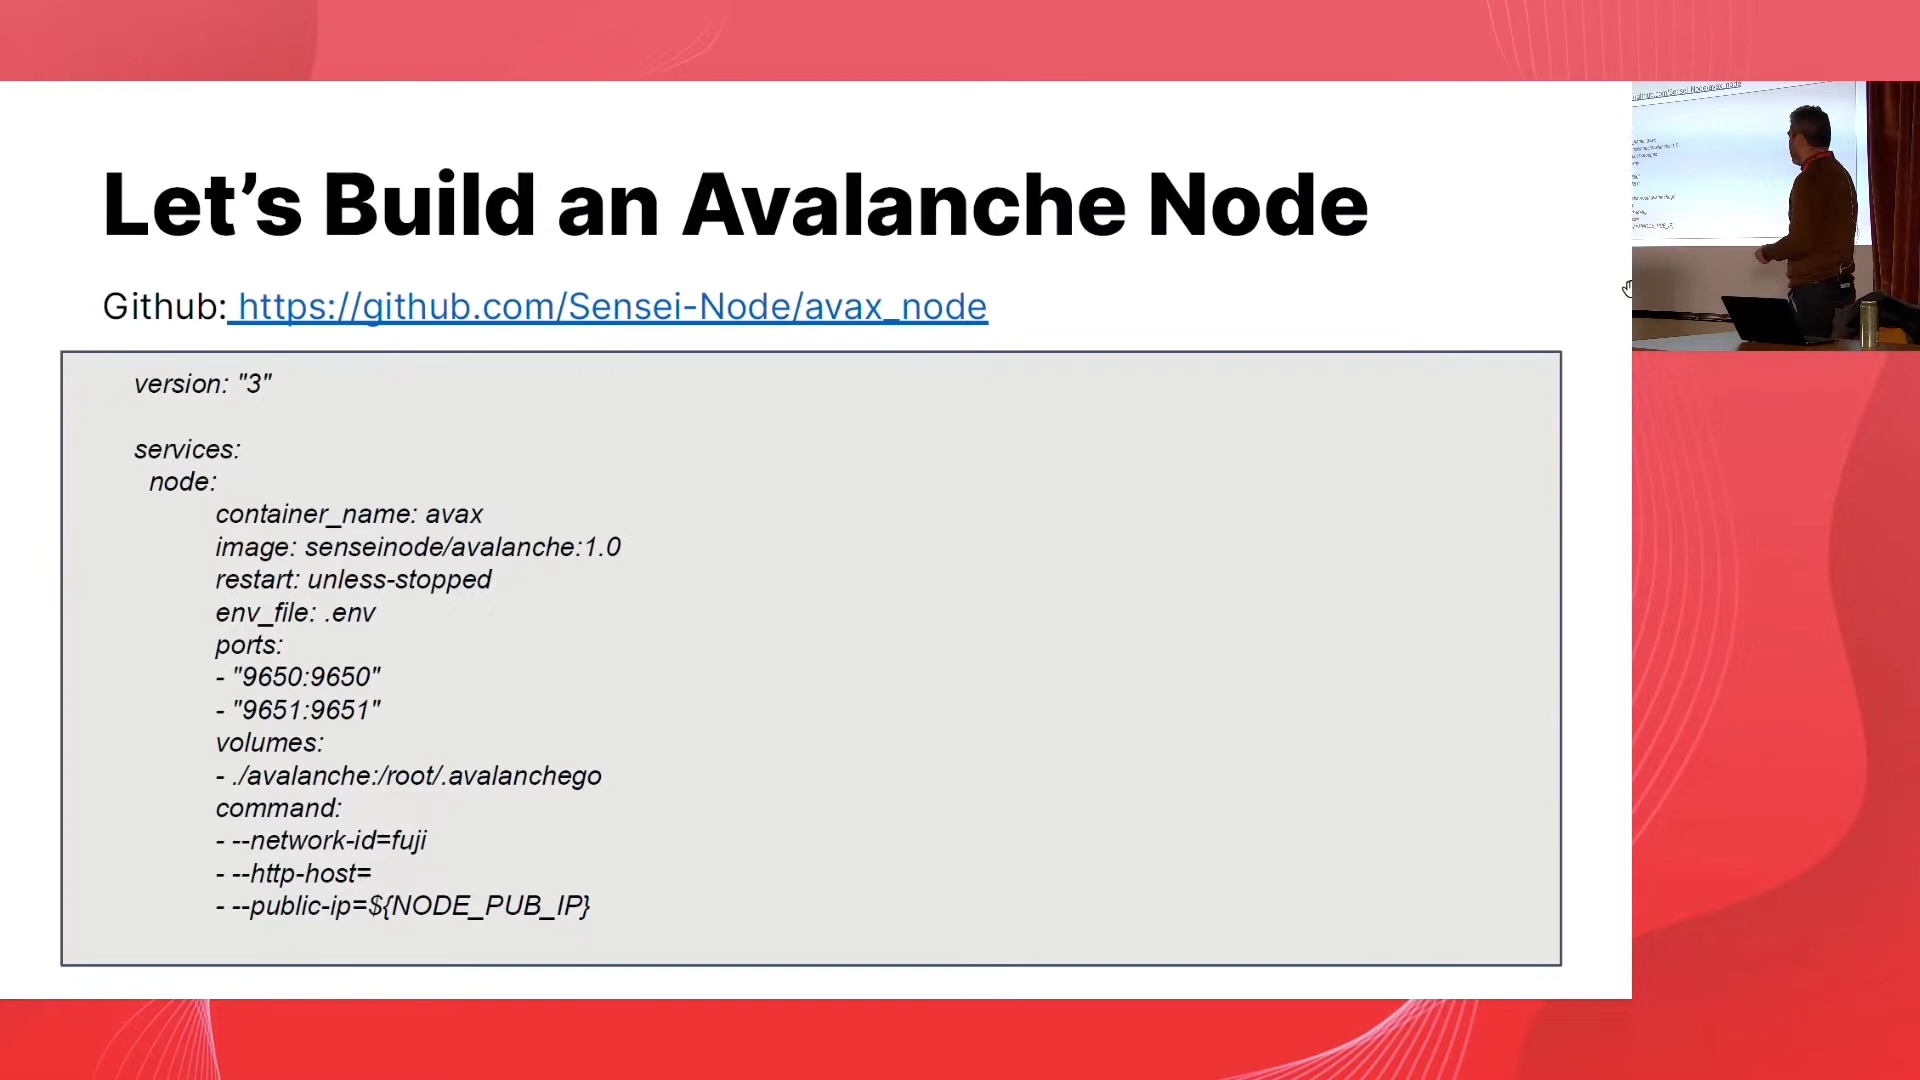 Let’s Build an Avalanche Node
Github: https://github.com/Sensei-Node/avax_node
version: "3"
services:
node:
container_name: avax
image: senseinode/avalanche:1.0
restart: unless-stopped
env_file: .env
ports:
- "9650:9650"
- "9651:9651"
volumes:
- ./avalanche:/root/.avalanchego
command:
- --network-id=fuji
- --http-host=
- --public-ip=${NODE_PUB_IP}